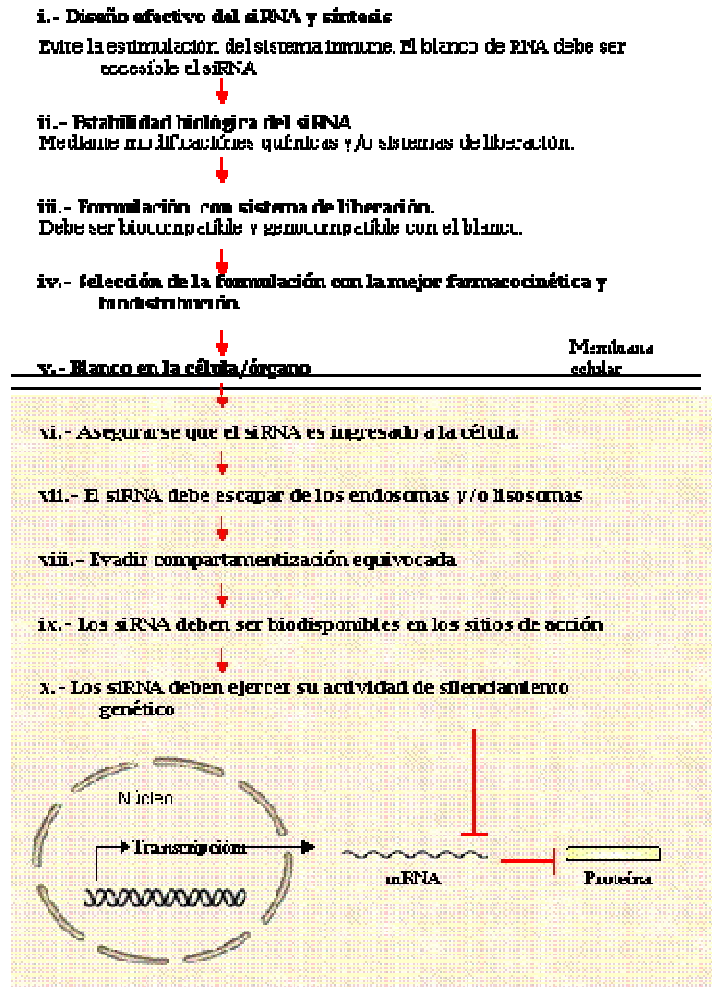 i.- Diseño efectivo del siRNA y síntesis
Evite la estimulación del sistema inmune. El blanco de RNA debe ser
accesible el siRNA
ii.- Estabilidad biológica del siRNA
Mediante modificaciones químicas y/o sistemas de liberación.
iii.- Formulación con sistema de liberación.
Debe ser biocompatible y genocompatible con el blanco.
iv.- Selección de la formulación con la mejor farmacocinética y
biodistribución
Membrana
v.- Blanco en la célula/órgano
celular
vi.- Asegurarse que el siRNA es ingresado a la célula.
vii.- El siRNA debe escapar de los endosomas y/o lisosomas
viii.- Evadir compartamentización equivocada
ix.- Los siRNA deben ser biodisponibles en los sitios de acción
x.- Los siRNA deben ejercer su actividad de silenciamiento
genético
Núcleo
Transcripción
mRNA
Proteína